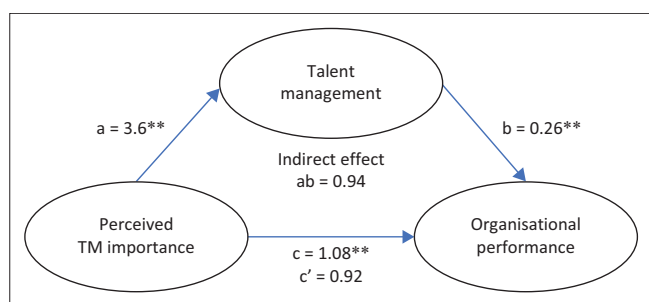 Talent
management
a = 3.6**
b = 0.26**
Indirect effect
ab = 0.94
Perceived
TM importance
c = 1.08**
c’ = 0.92
Organisational
performance